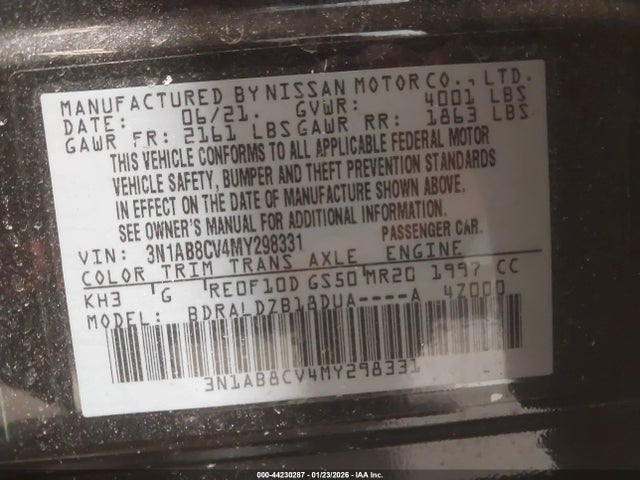 MANUFACTURED BY NISSAN MOTOR CO., LTD.
DATE: 06/21. GVWR: 4001 LBS
GAWR FR: 2161 LBS GAWR RR: 1863 LBS
THIS VEHICLE CONFORMS TO ALL APPLICABLE FEDERAL MOTOR
VEHICLE SAFETY, BUMPER AND THEFT PREVENTION STANDARDS
IN EFFECT ON THE DATE OF MANUFACTURE SHOWN ABOVE.
SEE OWNER'S MANUAL FOR ADDITIONAL INFORMATION.
VIN: 3N1AB8CV4MY298331 PASSENGER CAR.
COLOR TRIM TRANS AXLE ENGINE
KH3 G RE0F10D GS50 MR20 1997 CC
MODEL: BDRALDZB18DUA----A 47000
3N1AB8CV4MY298331
000-44230287 - 01/23/2026 - IAA Inc.